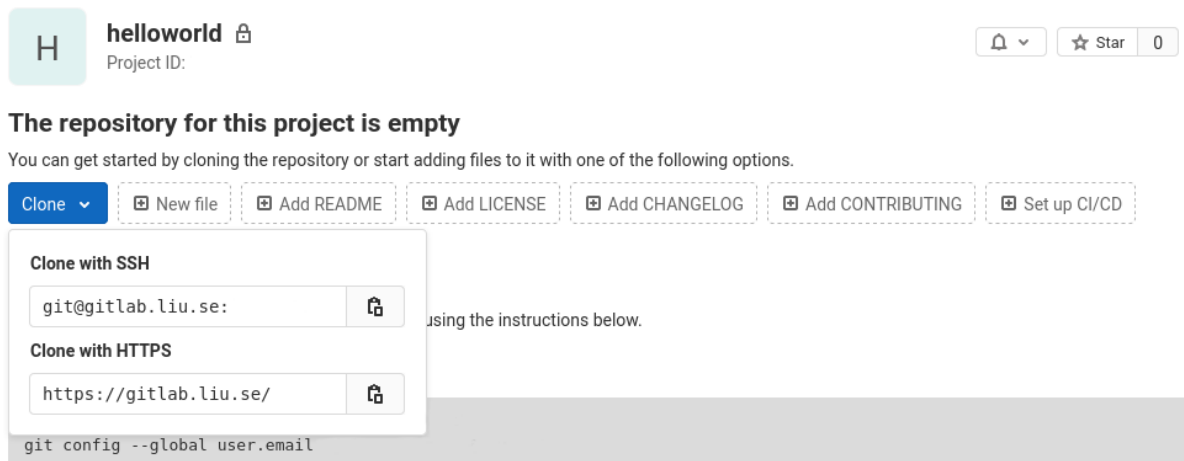 H
helloworld
Project ID:
Star 0
The repository for this project is empty
You can get started by cloning the repository or start adding files to it with one of the following options.
Clone New file Add README Add LICENSE Add CHANGELOG Add CONTRIBUTING Set up CI/CD
Clone with SSH
git@gitlab.liu.se:
using the instructions below.
Clone with HTTPS
https://gitlab.liu.se/
git config --global user.email